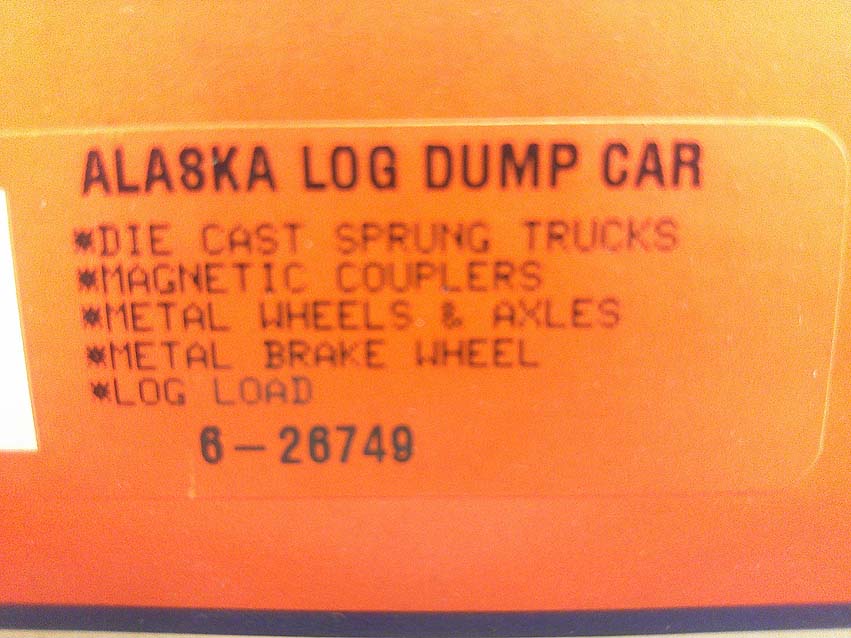 ALASKA LOG DUMP CAR
*DIE CAST SPRUNG TRUCKS
*MAGNETIC COUPLERS
*METAL WHEELS & AXLES
*METAL BRAKE WHEEL
*LOG LOAD
6-26749